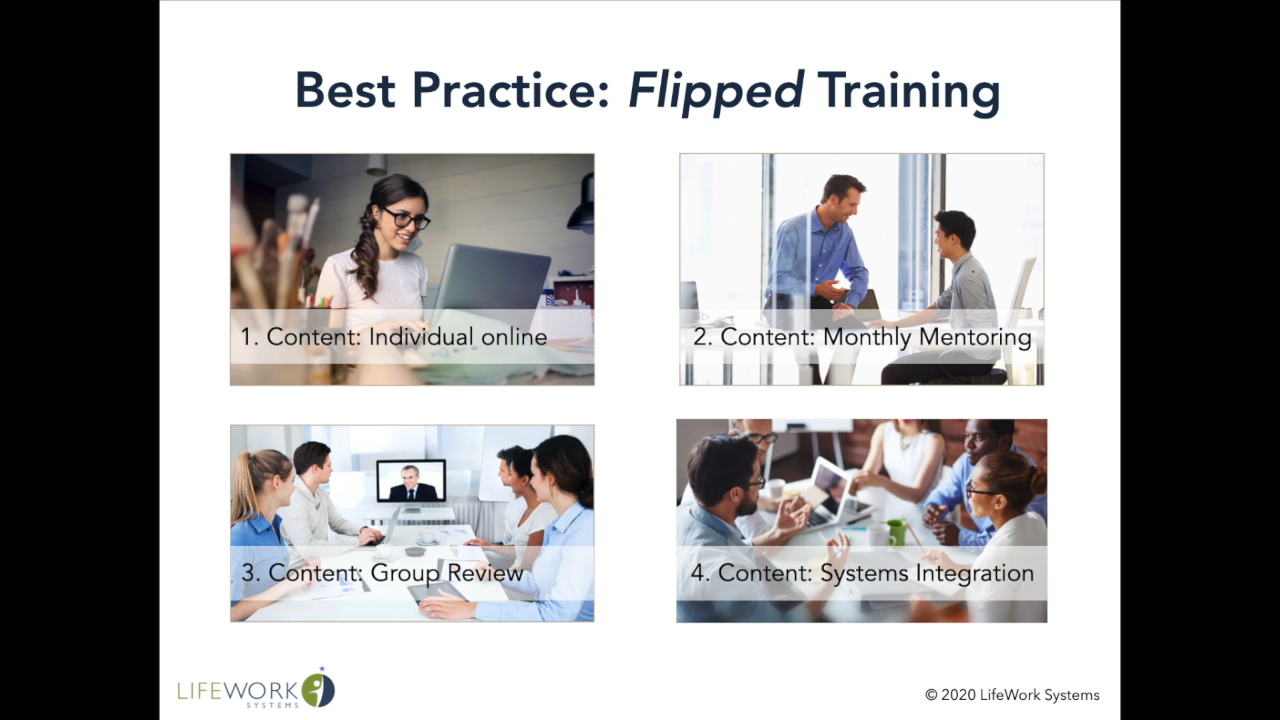 Best Practice: Flipped Training
1. Content: Individual online
2. Content: Monthly Mentoring
3. Content: Group Review
4. Content: Systems Integration
LIFEWORK
SYSTEMS
© 2020 LifeWork Systems